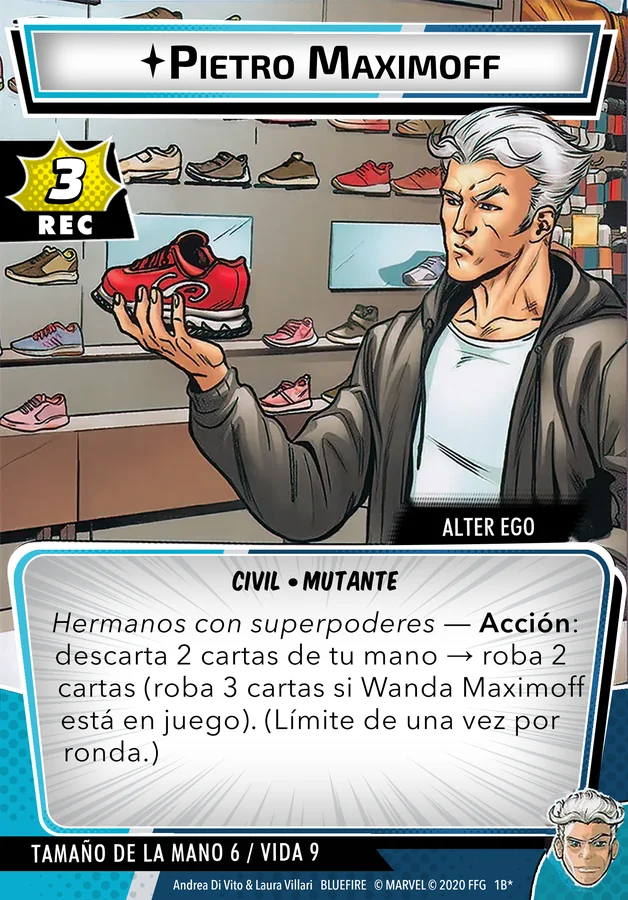 PIETRO MAXIMOFF
3
REC
ALTER EGO
CIVIL • MUTANTE
Hermanos con superpoderes — Acción:
descarta 2 cartas de tu mano → roba 2
cartas (roba 3 cartas si Wanda Maximoff
está en juego). (Límite de una vez por
ronda.)
TAMAÑO DE LA MANO 6 / VIDA 9
Andrea Di Vito & Laura Villari BLUEFIRE © MARVEL © 2020 FFG 1B*